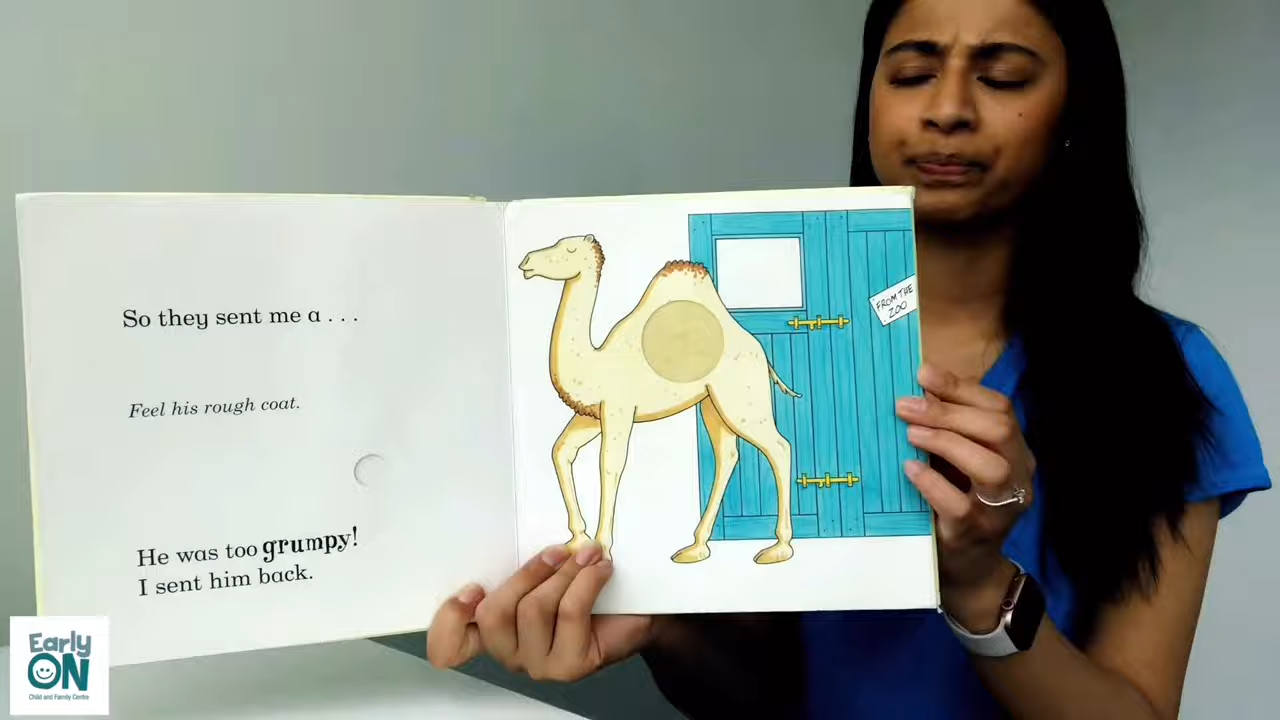 So they sent me a . . .
Feel his rough coat.
He was too grumpy!
I sent him back.
FROM THE
ZOO
Early
ON
Child and Family Centre